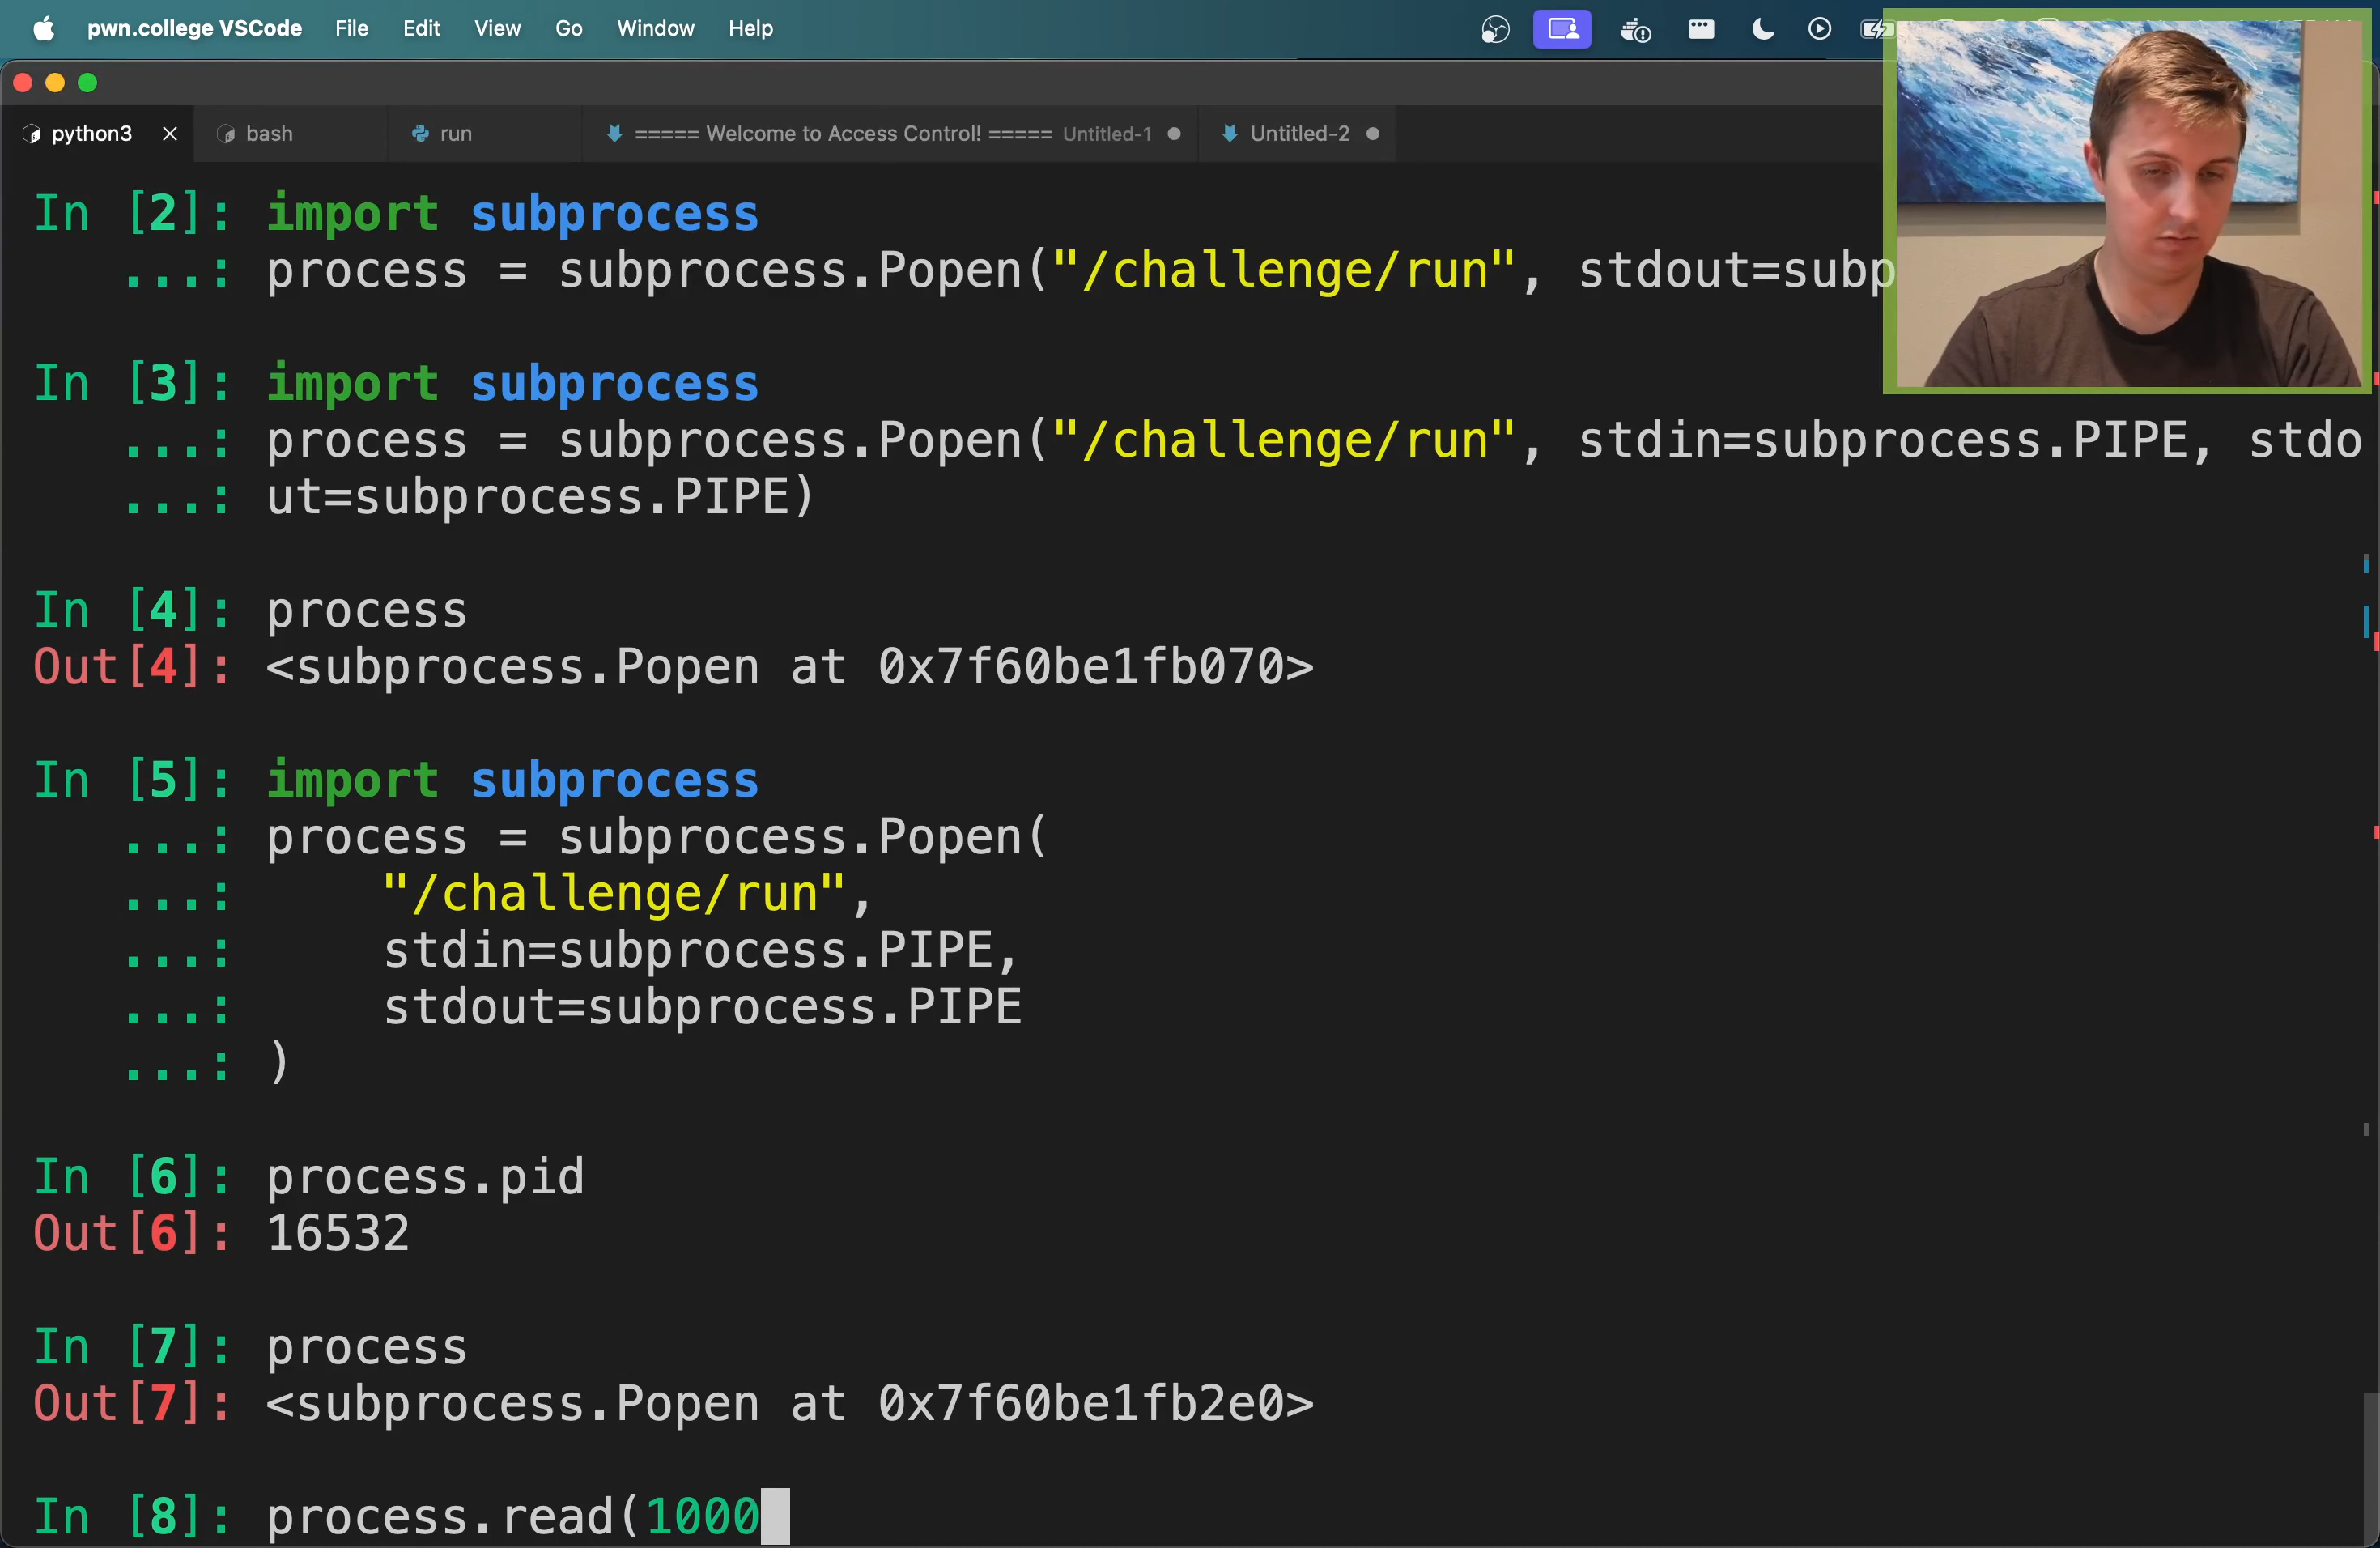 pwn.college VSCode File Edit View Go Window Help
python3 bash run ===== Welcome to Access Control! ===== Untitled-1 Untitled-2
In [2]: import subprocess
...: process = subprocess.Popen("/challenge/run", stdout=subp
In [3]: import subprocess
...: process = subprocess.Popen("/challenge/run", stdin=subprocess.PIPE, stdo
...: ut=subprocess.PIPE)
In [4]: process
Out[4]: <subprocess.Popen at 0x7f60be1fb070>
In [5]: import subprocess
...: process = subprocess.Popen(
...: "/challenge/run",
...: stdin=subprocess.PIPE,
...: stdout=subprocess.PIPE
...: )
In [6]: process.pid
Out[6]: 16532
In [7]: process
Out[7]: <subprocess.Popen at 0x7f60be1fb2e0>
In [8]: process.read(1000